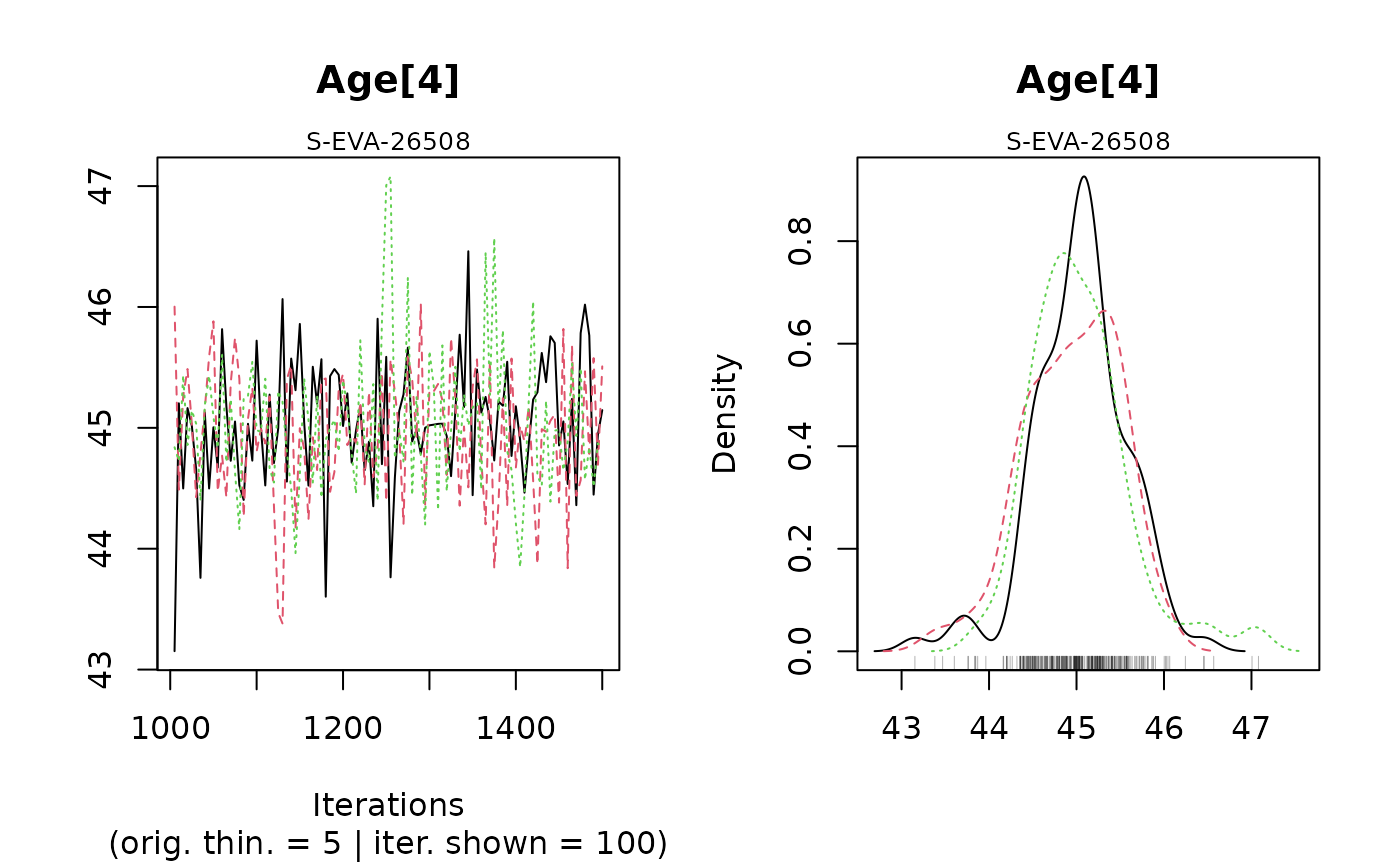 Age[4]
S-EVA-26508
47
46
45
44
43
1000
1200
1400
Iterations
(orig. thin. = 5 | iter. shown = 100)
Age[4]
S-EVA-26508
Density
0.8
0.6
0.4
0.2
0.0
43
44
45
46
47